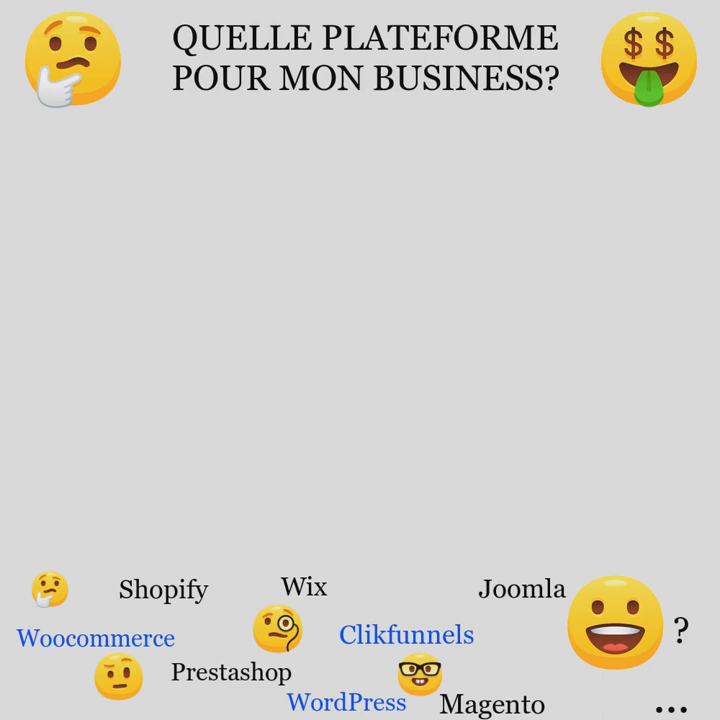 QUELLE PLATEFORME
POUR MON BUSINESS?
Shopify
Wix
Joomla
Woocommerce
Clikfunnels
?
Prestashop
WordPress
Magento
...